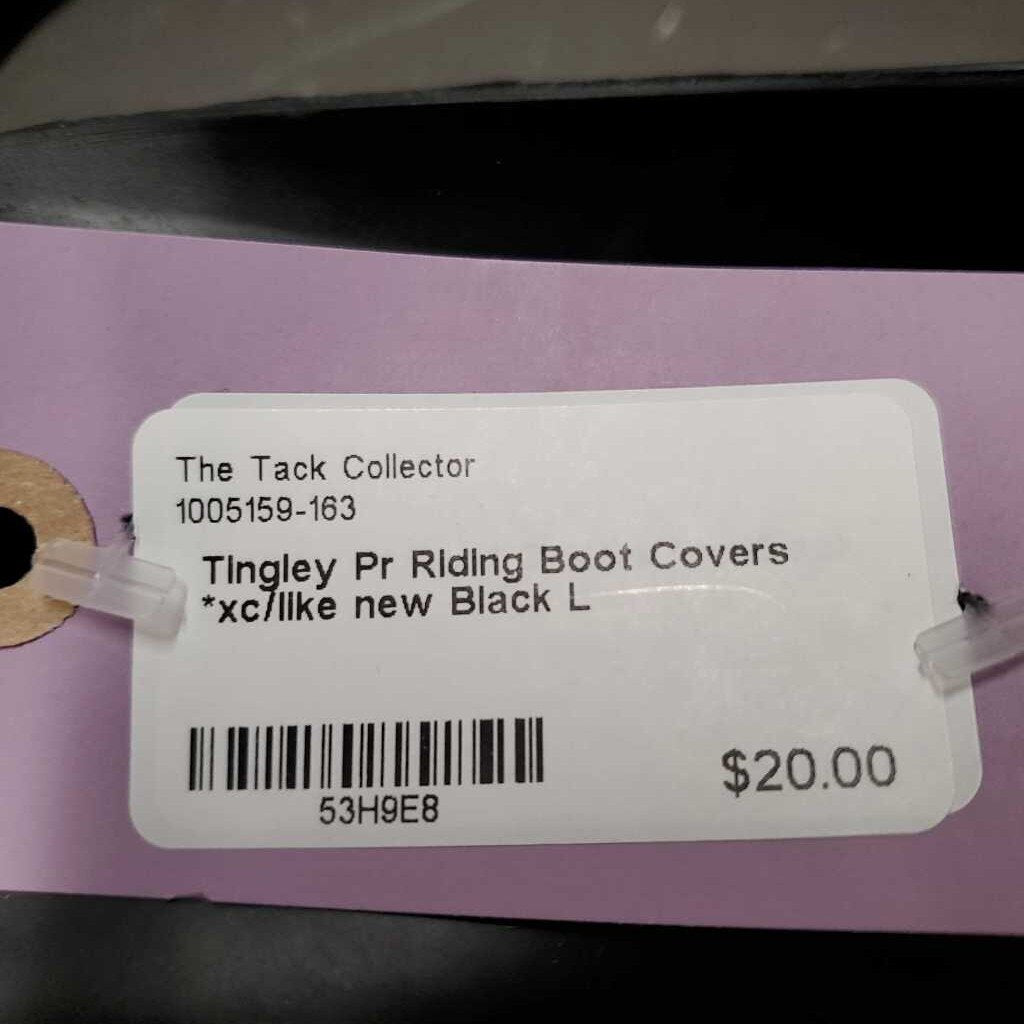 The Tack Collector
1005159-163
Tingley Pr Riding Boot Covers
*xc/like new Black L
53H9E8
$20.00